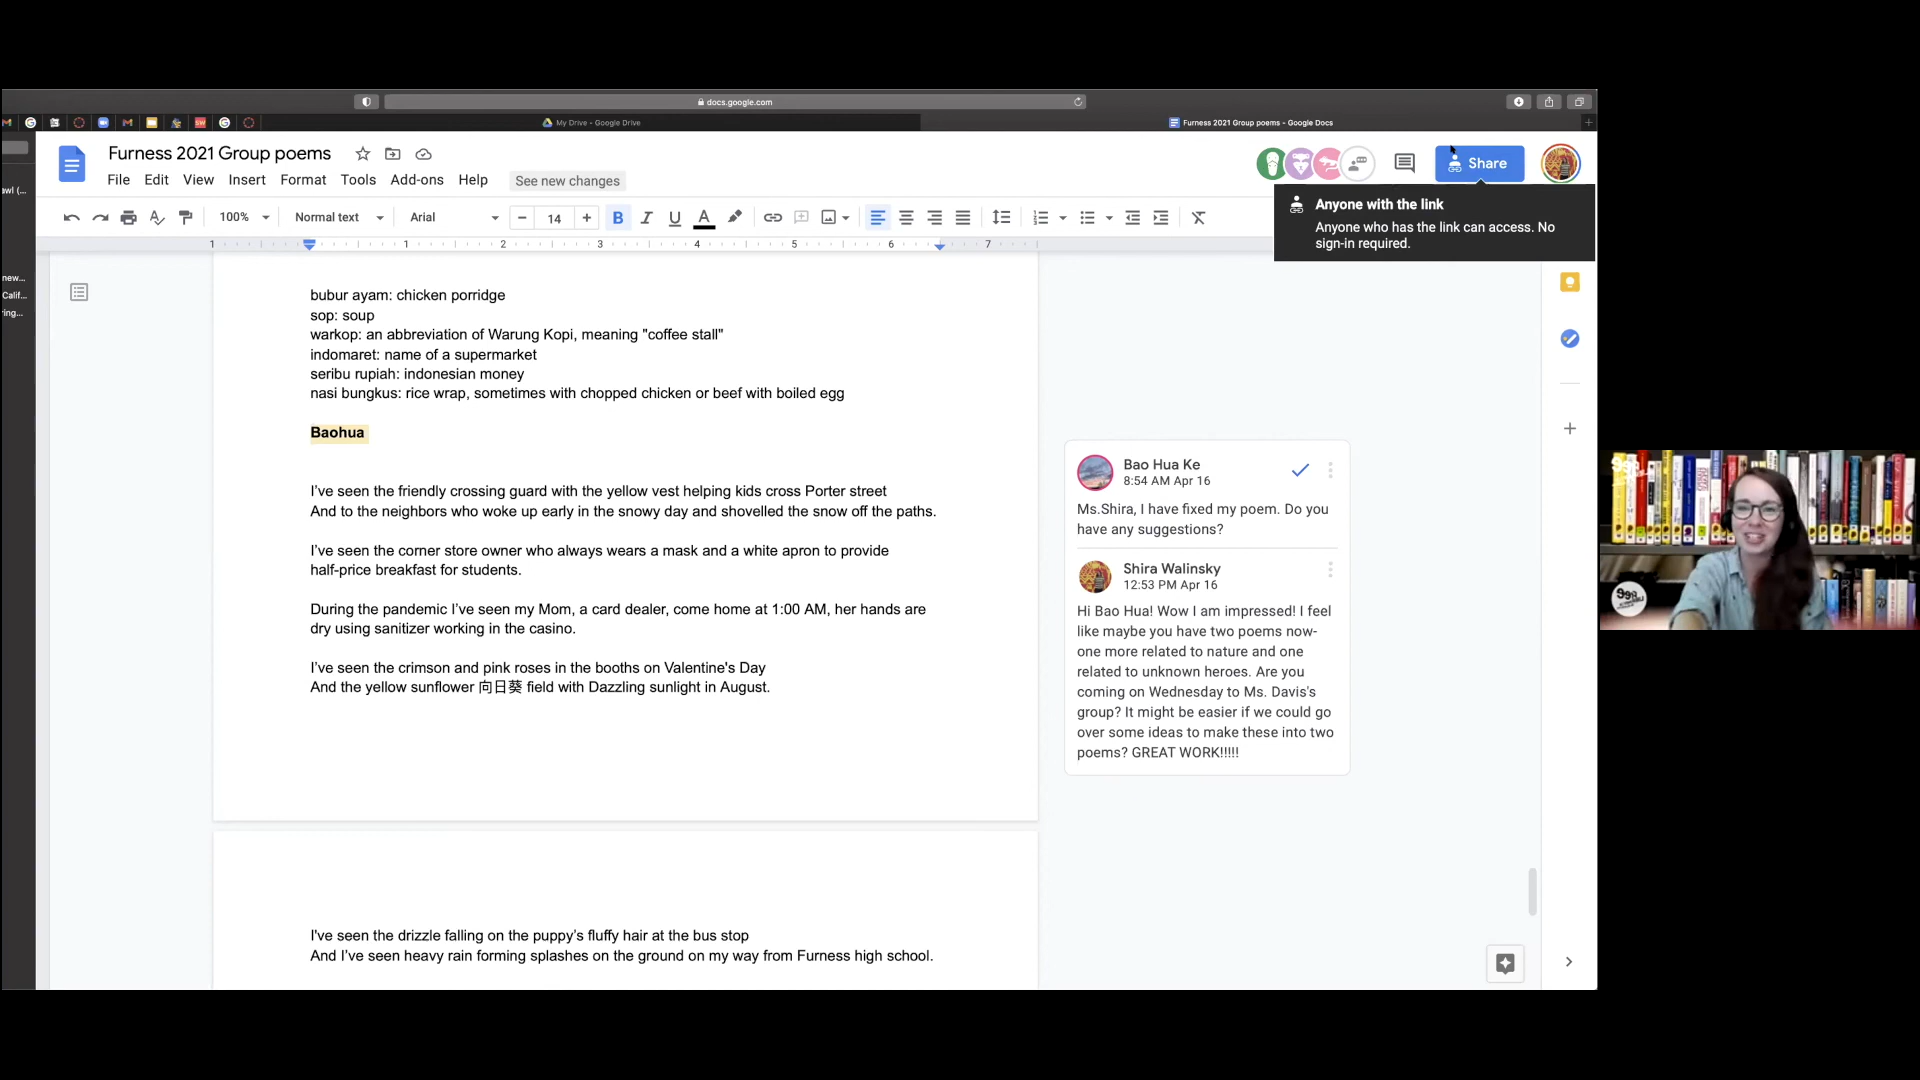 docs.google.com
My Drive - Google Drive
Furness 2021 Group poems - Google Docs
Furness 2021 Group poems
File Edit View Insert Format Tools Add-ons Help See new changes
Share
Anyone with the link
Anyone who has the link can access. No
sign-in required.
100% Normal text Arial 14
1 1 2 3 4 5 6 7
new...
Calif...
ring...
bubur ayam: chicken porridge
sop: soup
warkop: an abbreviation of Warung Kopi, meaning "coffee stall"
indomaret: name of a supermarket
seribu rupiah: indonesian money
nasi bungkus: rice wrap, sometimes with chopped chicken or beef with boiled egg
Baohua
I've seen the friendly crossing guard with the yellow vest helping kids cross Porter street
And to the neighbors who woke up early in the snowy day and shovelled the snow off the paths.
I've seen the corner store owner who always wears a mask and a white apron to provide
half-price breakfast for students.
During the pandemic I've seen my Mom, a card dealer, come home at 1:00 AM, her hands are
dry using sanitizer working in the casino.
I've seen the crimson and pink roses in the booths on Valentine's Day
And the yellow sunflower 向日葵 field with Dazzling sunlight in August.
I've seen the drizzle falling on the puppy's fluffy hair at the bus stop
And I've seen heavy rain forming splashes on the ground on my way from Furness high school.
Bao Hua Ke
8:54 AM Apr 16
Ms.Shira, I have fixed my poem. Do you
have any suggestions?
Shira Walinsky
12:53 PM Apr 16
Hi Bao Hua! Wow I am impressed! I feel
like maybe you have two poems now-
one more related to nature and one
related to unknown heroes. Are you
coming on Wednesday to Ms. Davis's
group? It might be easier if we could go
over some ideas to make these into two
poems? GREAT WORK!!!!!